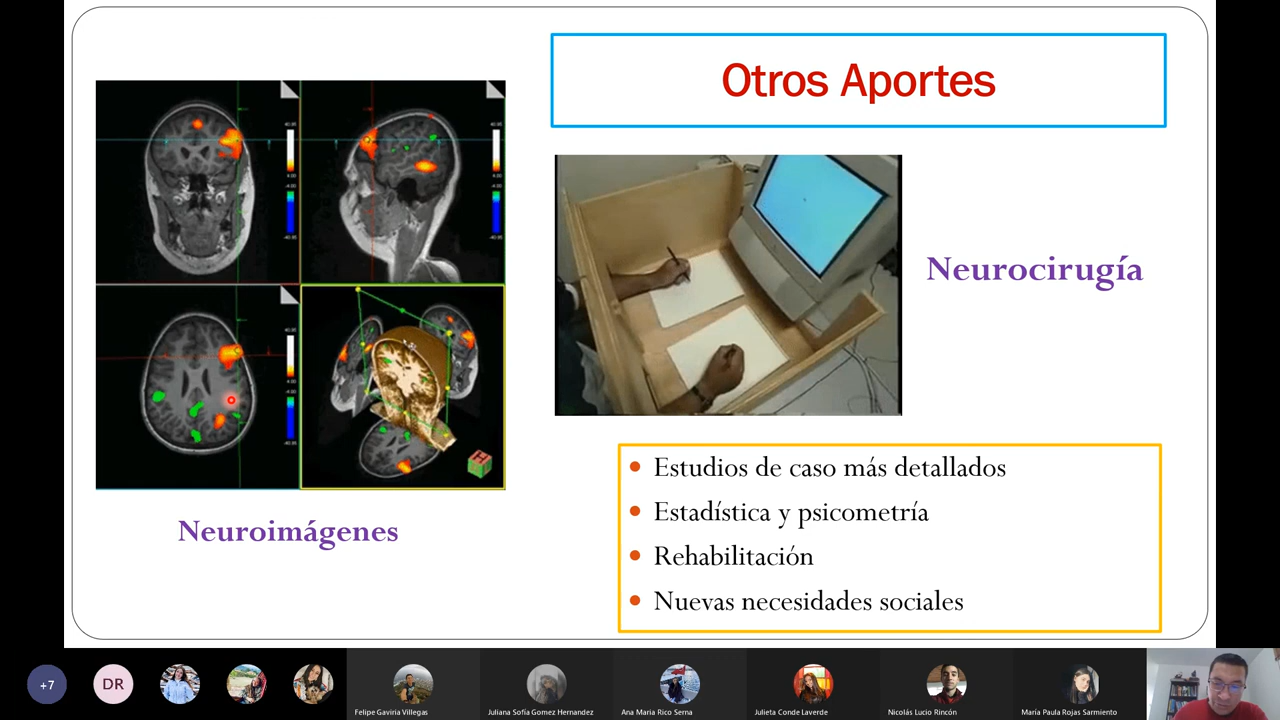 Otros Aportes
Neurocirugía
Neuroimágenes
Estudios de caso más detallados
Estadística y psicometría
Rehabilitación
Nuevas necesidades sociales
H
+7
DR
Felipe Gaviria Villegas
Juliana Sofía Gomez Hernandez
Ana Maria Rico Serna
Julieta Conde Laverde
Nicolás Lucio Rincón
María Paula Rojas Sarmiento